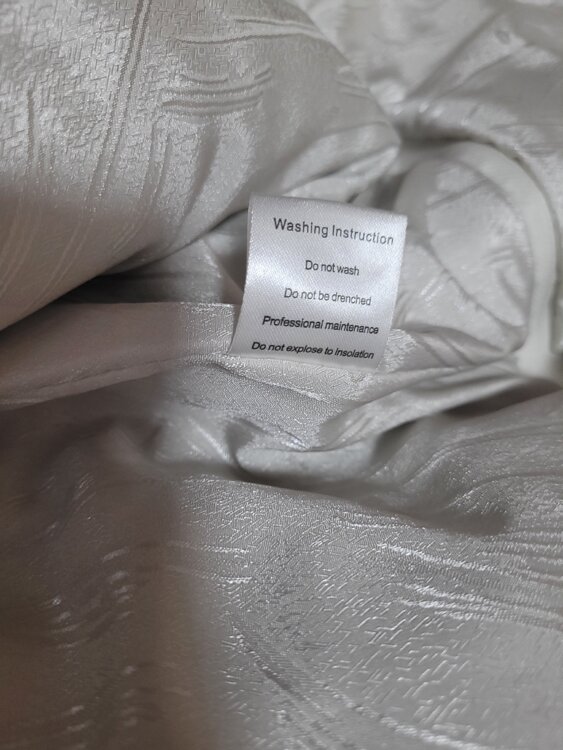 Washing Instruction
Do not wash
Do not be drenched
Professional maintenance
Do not explose to insolation